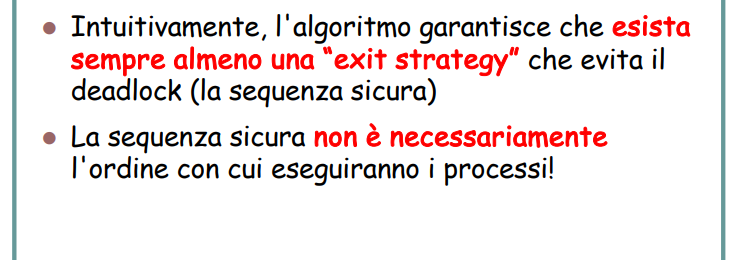 Intuitivamente, l'algoritmo garantisce che esista
sempre almeno una “exit strategy” che evita il
deadlock (la sequenza sicura)
La sequenza sicura non è necessariamente
l'ordine con cui eseguiranno i processi!